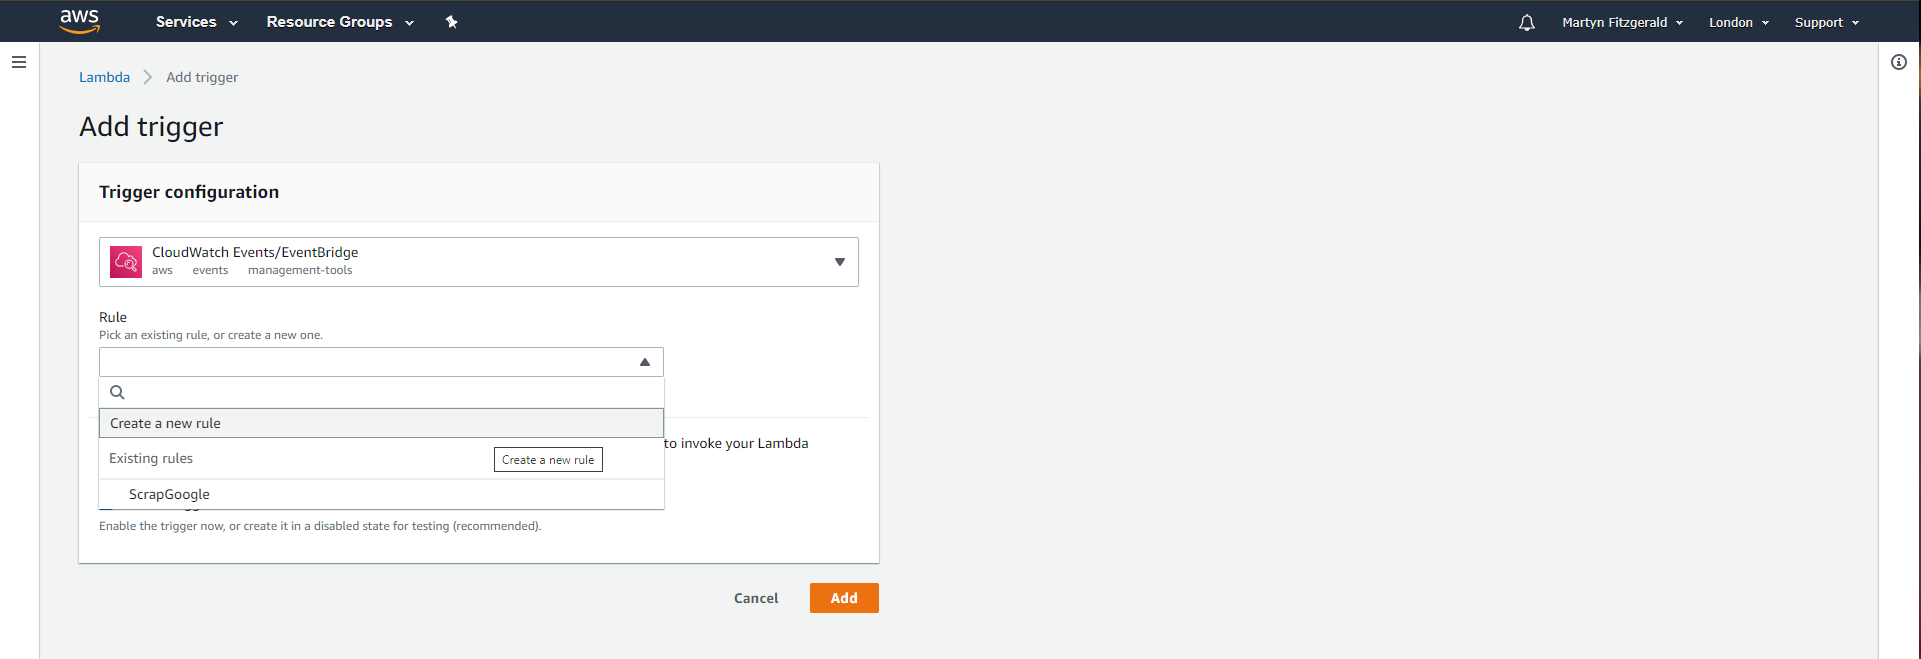 aws Services Resource Groups Martyn Fitzgerald London Support
Lambda Add trigger
Add trigger
Trigger configuration
CloudWatch Events/EventBridge
aws events management-tools
Rule
Pick an existing rule, or create a new one.
Create a new rule
to invoke your Lambda
Existing rules
Create a new rule
ScrapGoogle
Enable the trigger now, or create it in a disabled state for testing (recommended).
Cancel Add